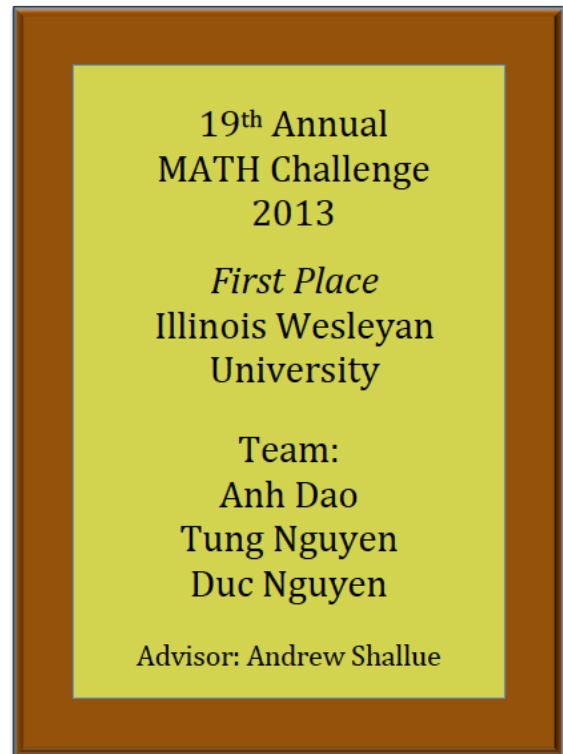 19th Annual
MATH Challenge
2013
First Place
Illinois Wesleyan
University
Team:
Anh Dao
Tung Nguyen
Duc Nguyen
Advisor: Andrew Shallue